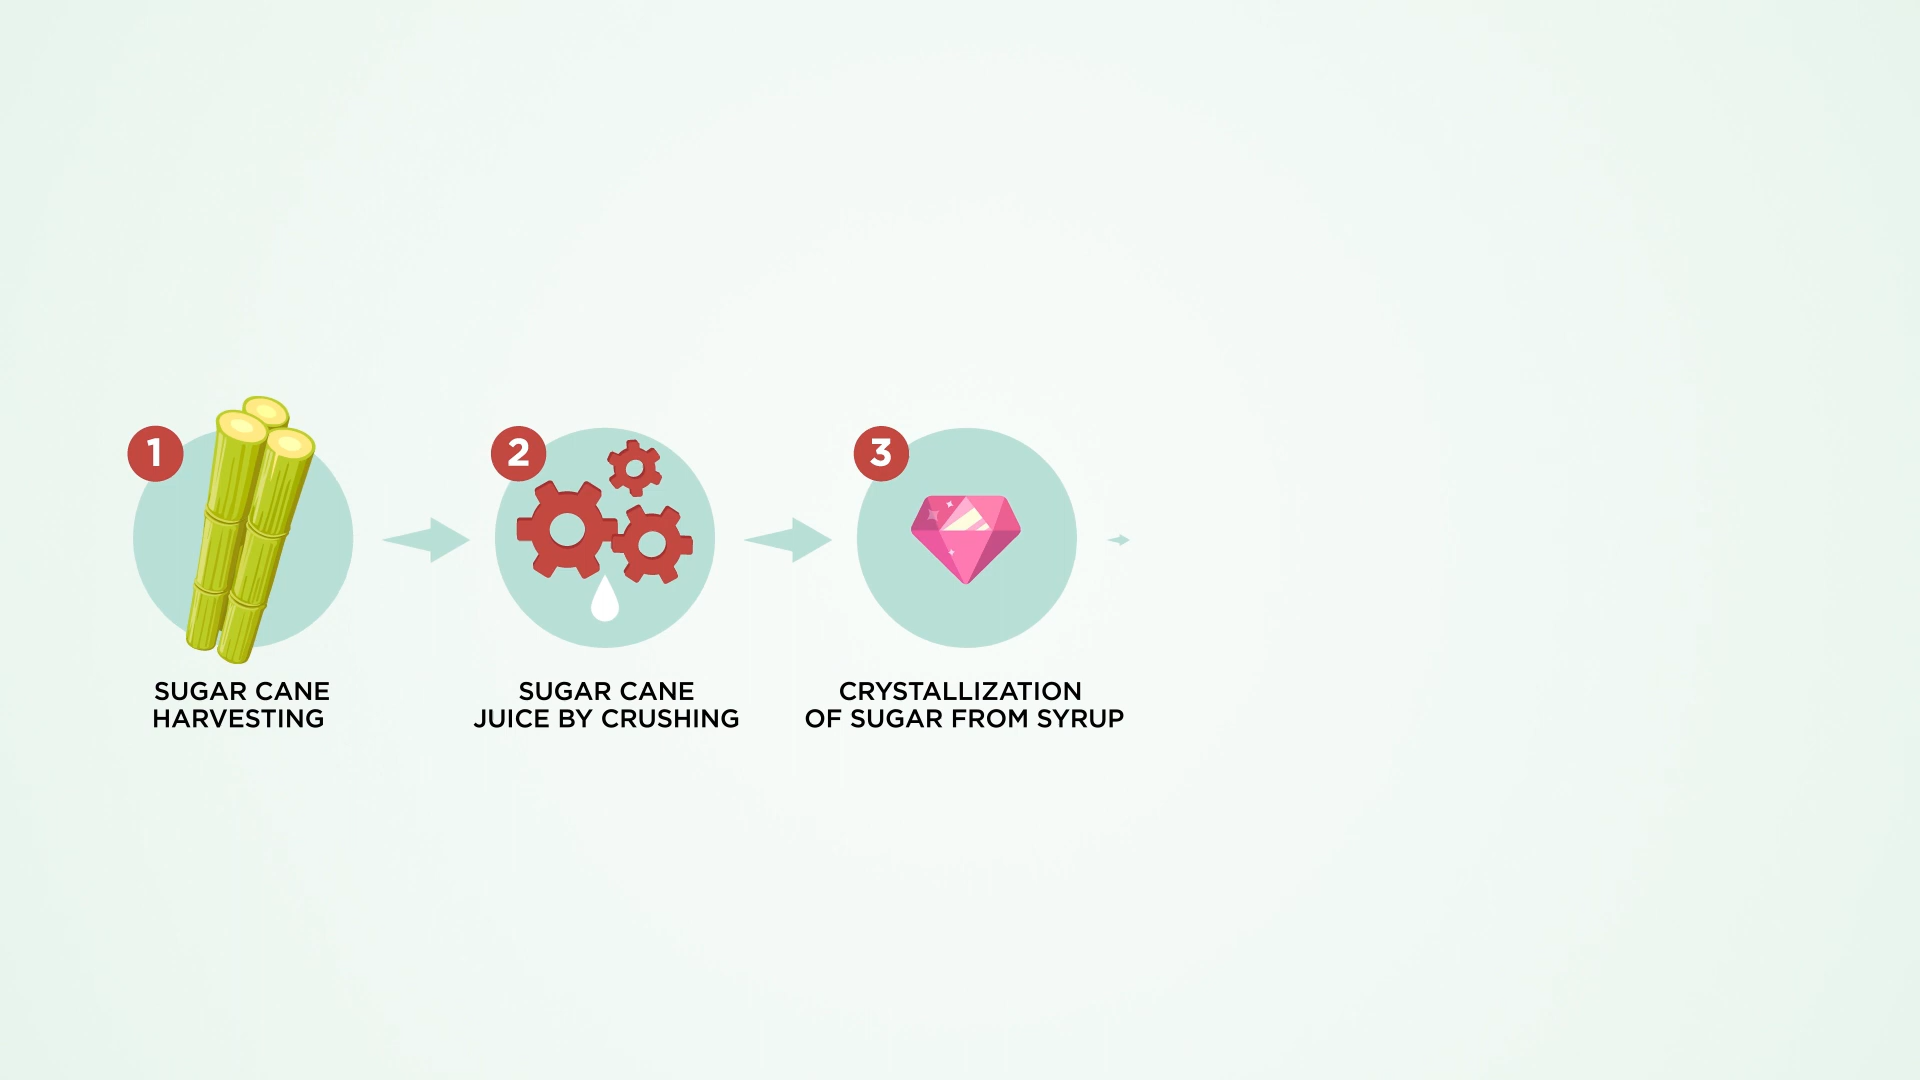 1
SUGAR CANE
HARVESTING
2
SUGAR CANE
JUICE BY CRUSHING
3
CRYSTALLIZATION
OF SUGAR FROM SYRUP